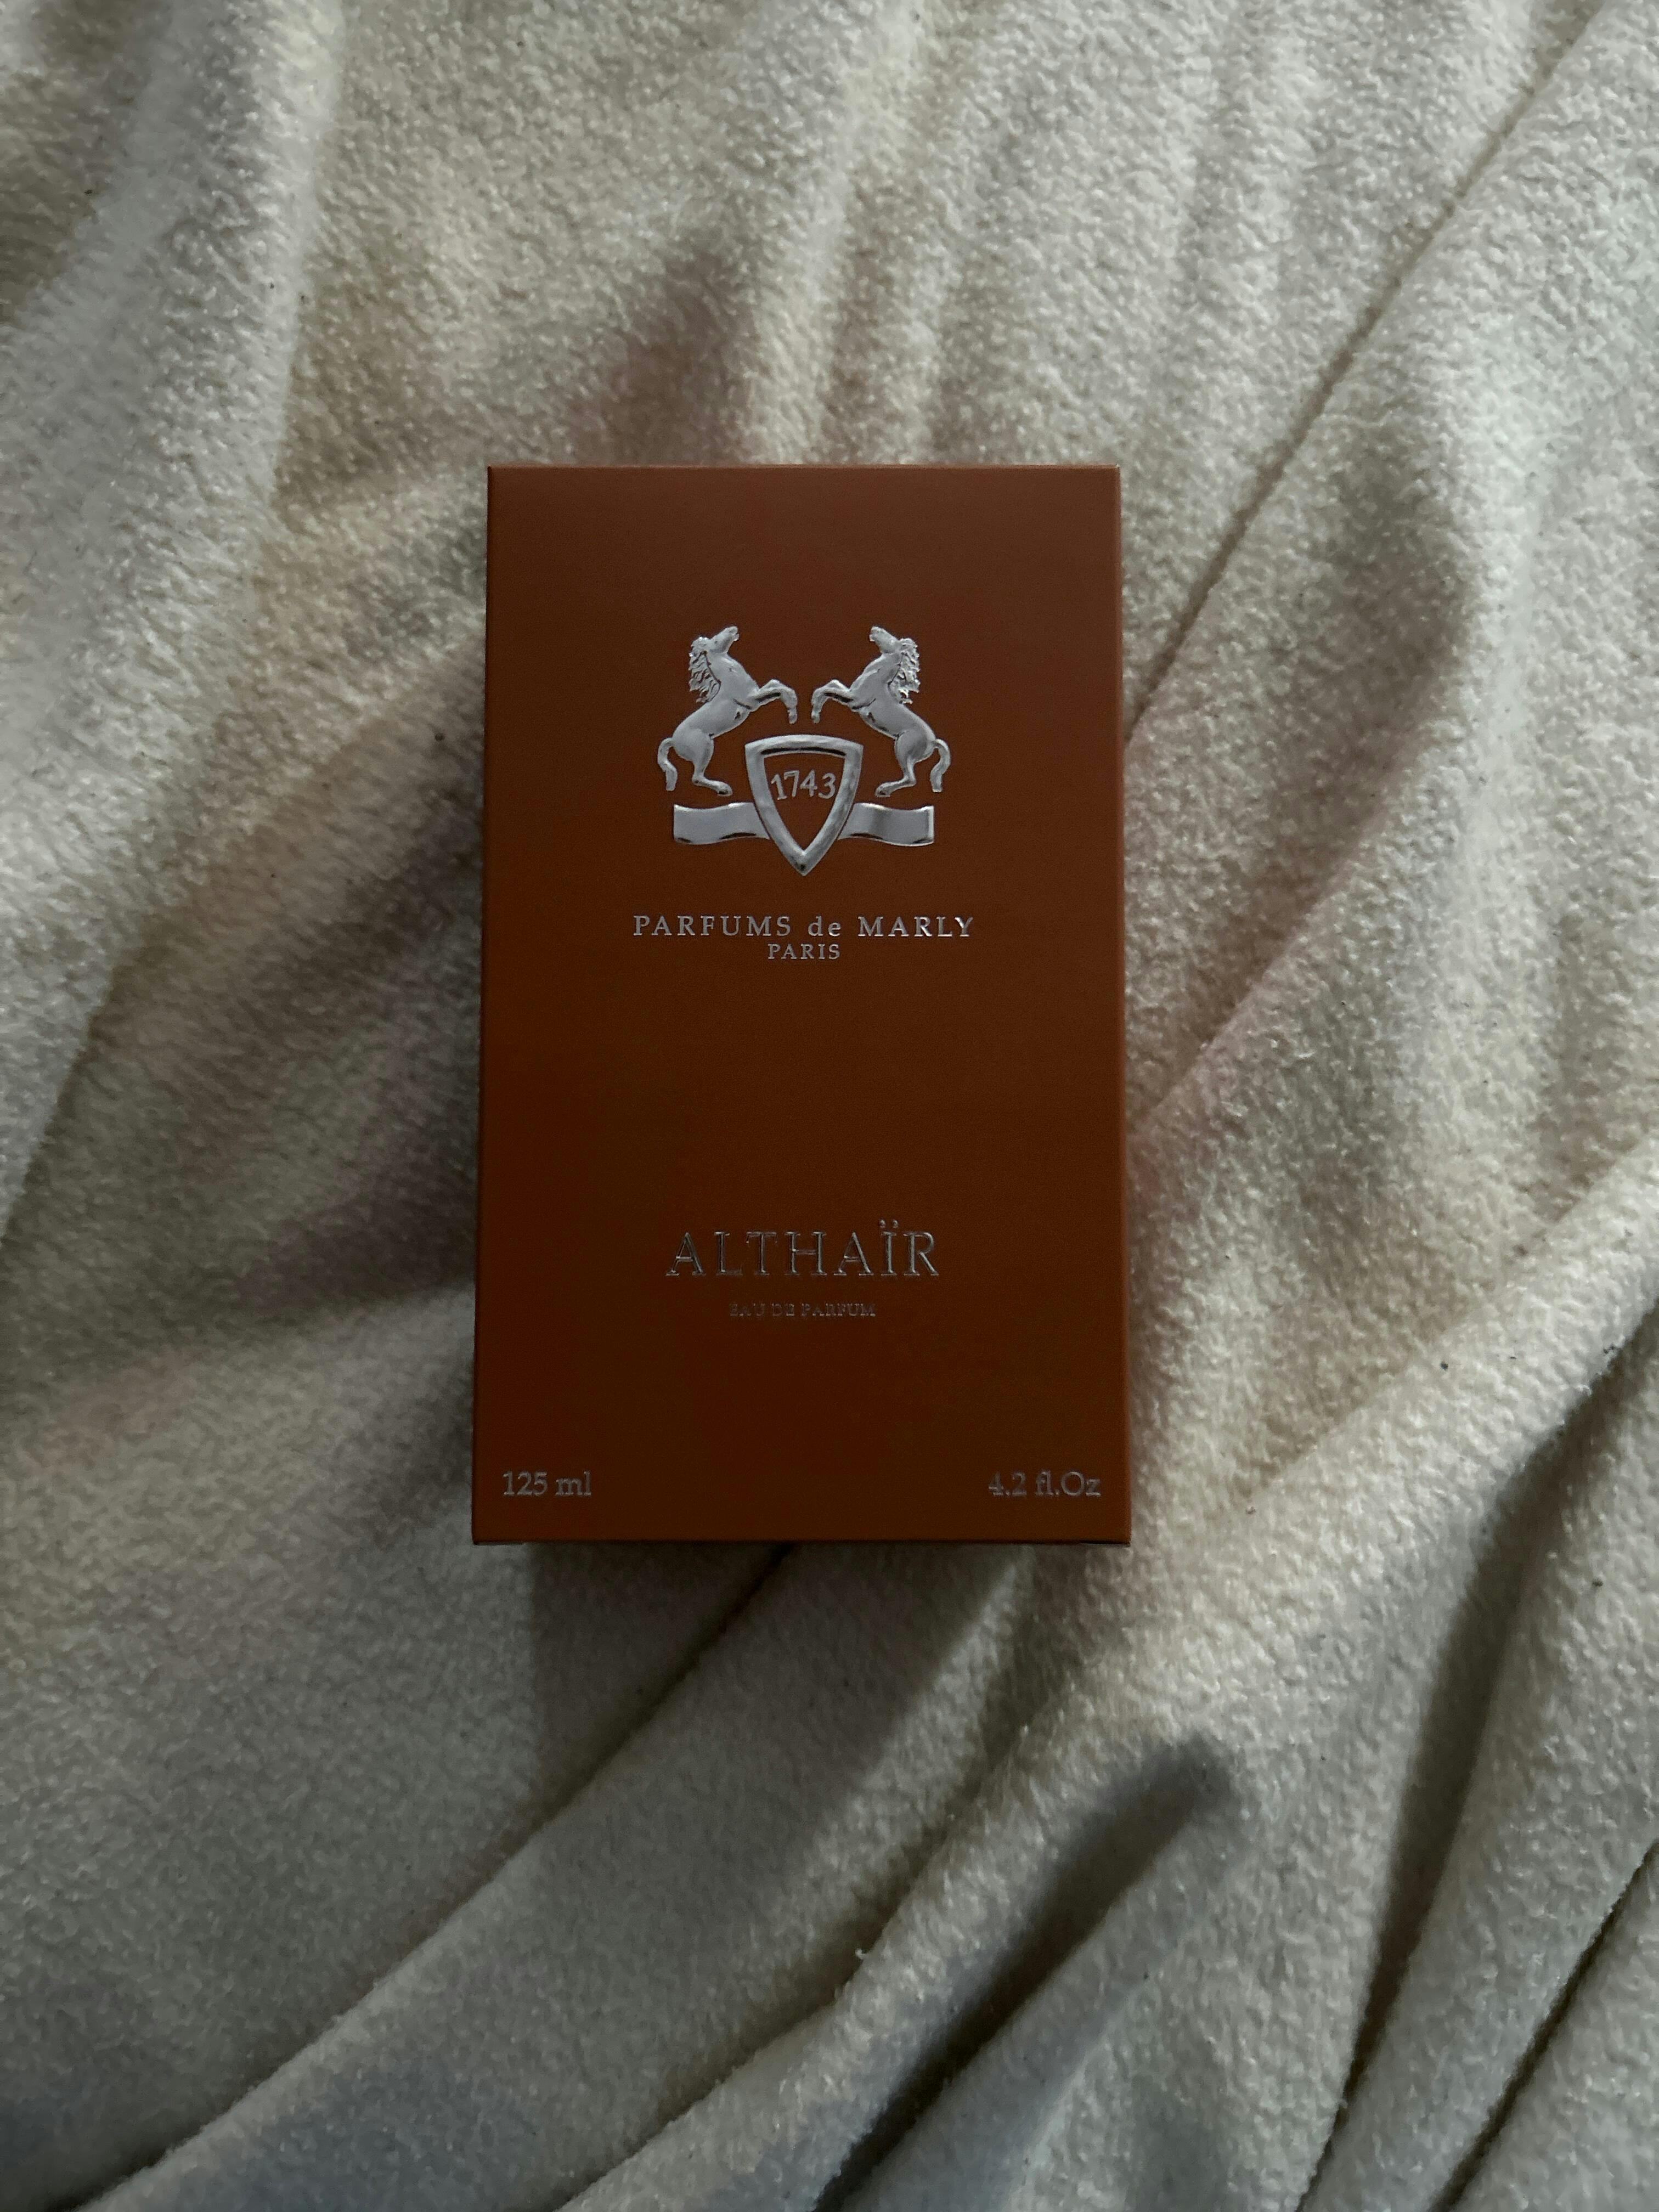 1743
PARFUMS de MARLY
PARIS
ALTHAÏR
EAU DE PARFUM
125 ml
4.2 fl.Oz